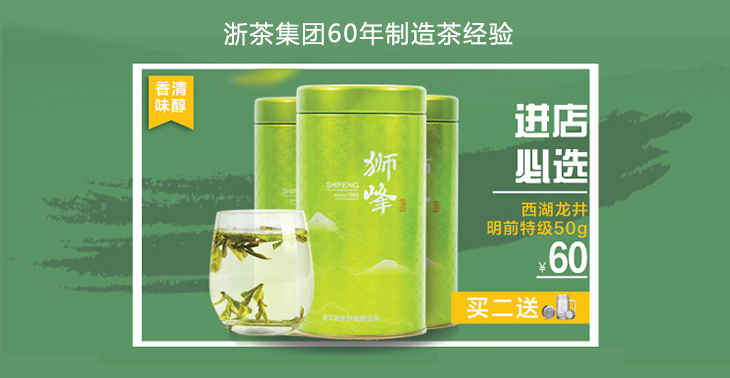 浙茶集团60年制造茶经验
香清
味醇
进店
必选
狮峰
SHIFENG
since1950
西湖龙井
明前特级50g
¥60
买二送